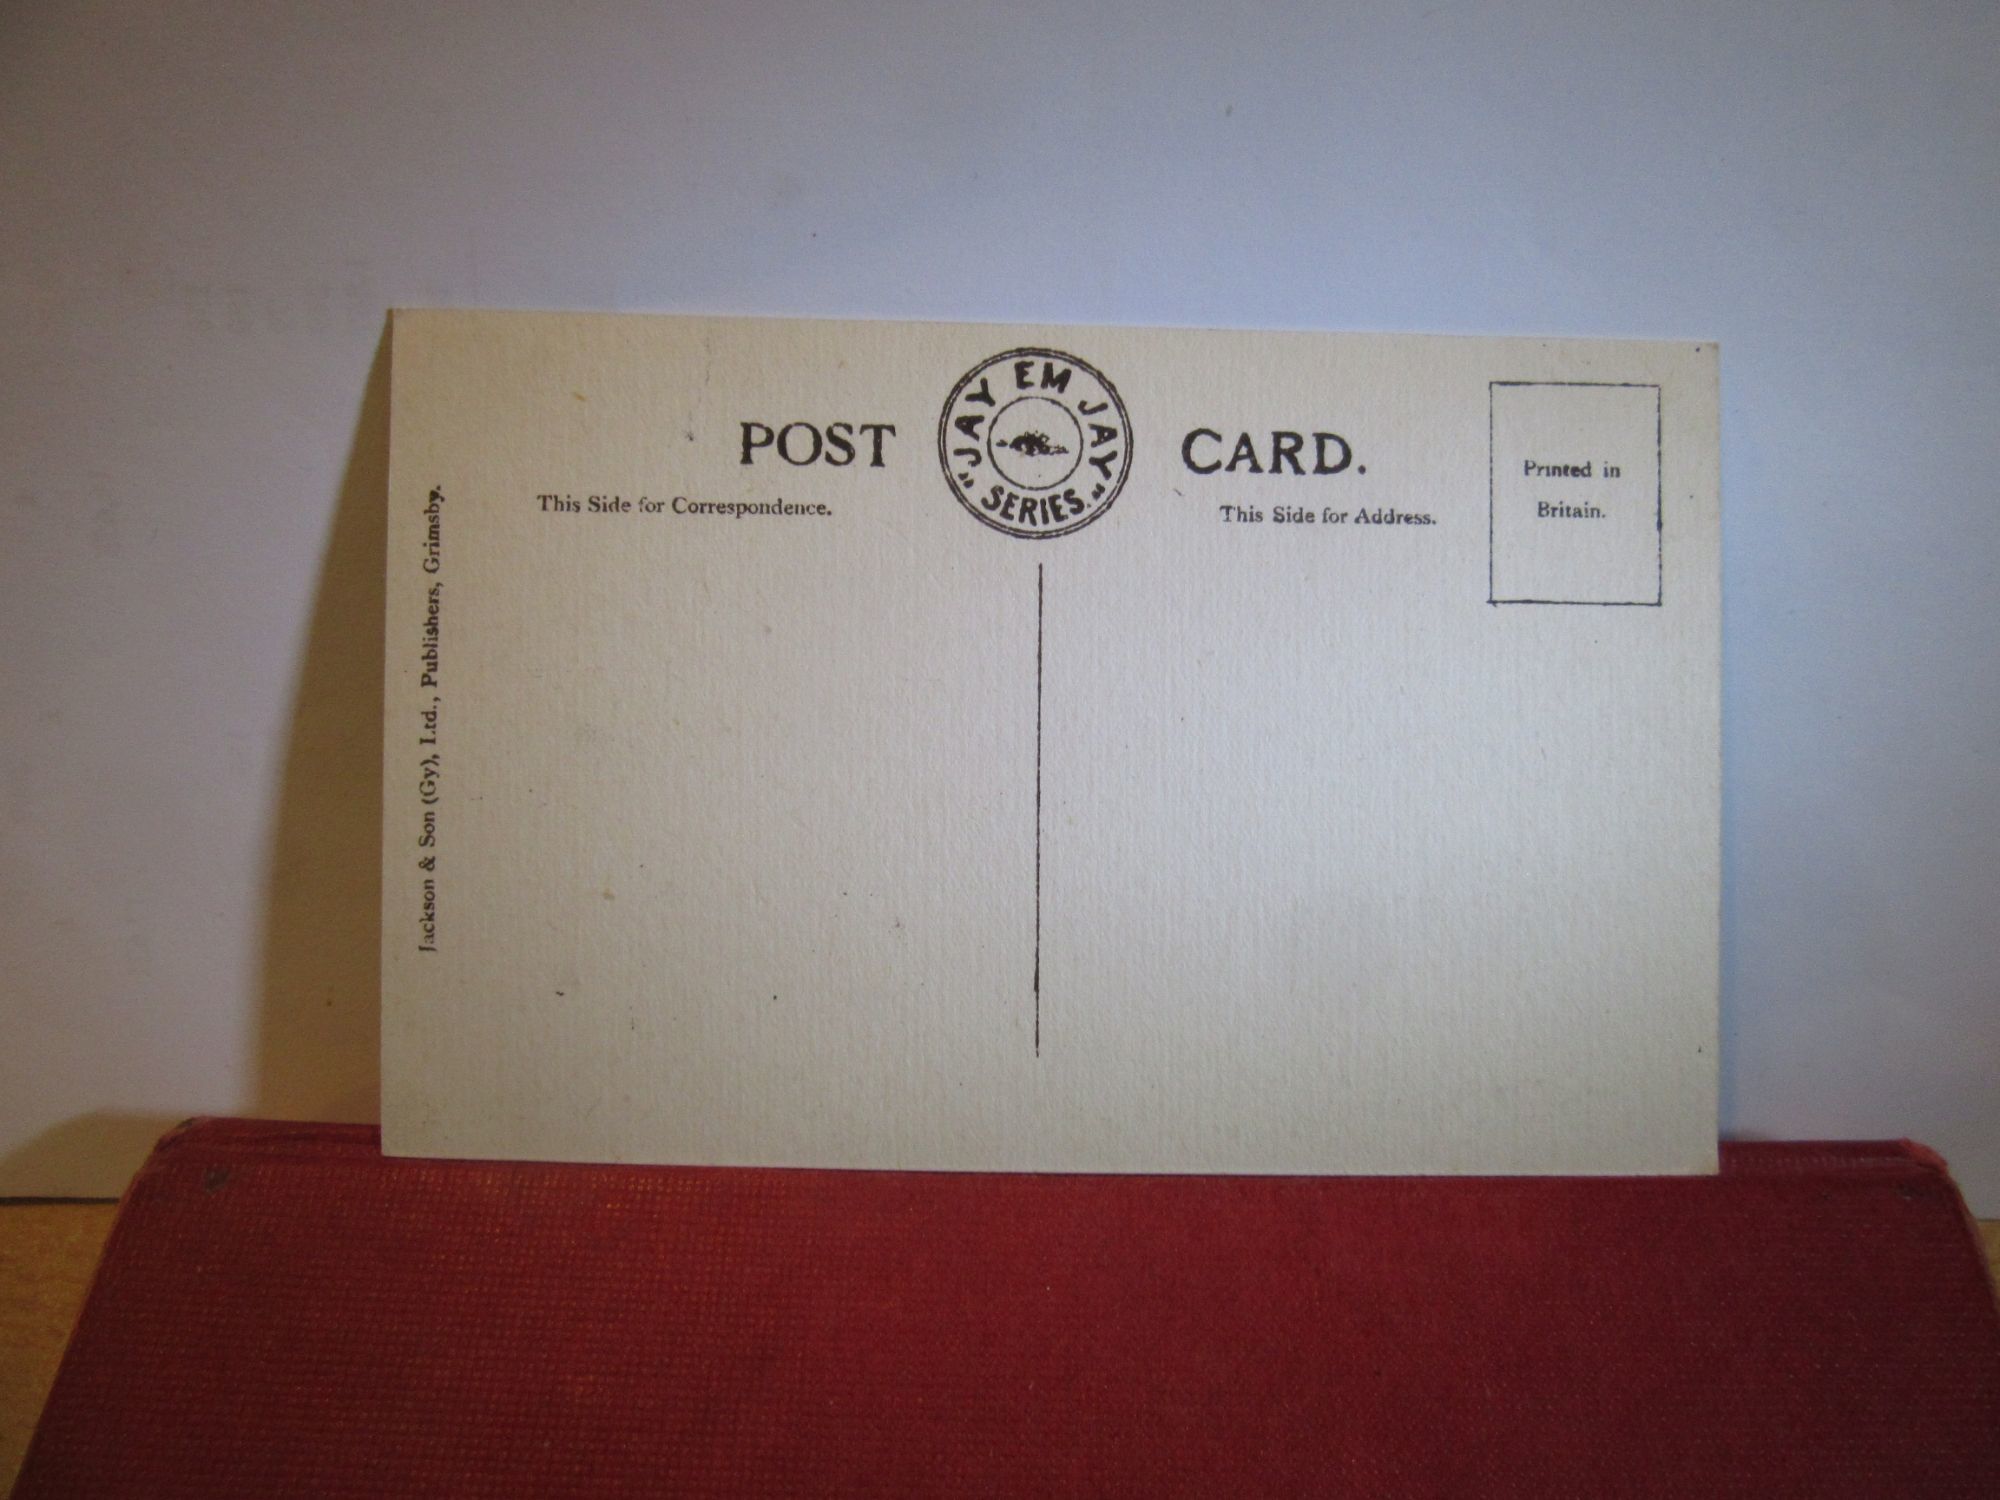 POST CARD.
"JAY EM JAY" SERIES.
This Side for Correspondence.
This Side for Address.
Printed in
Britain.
Jackson & Son (Gy), Ltd., Publishers, Grimsby.